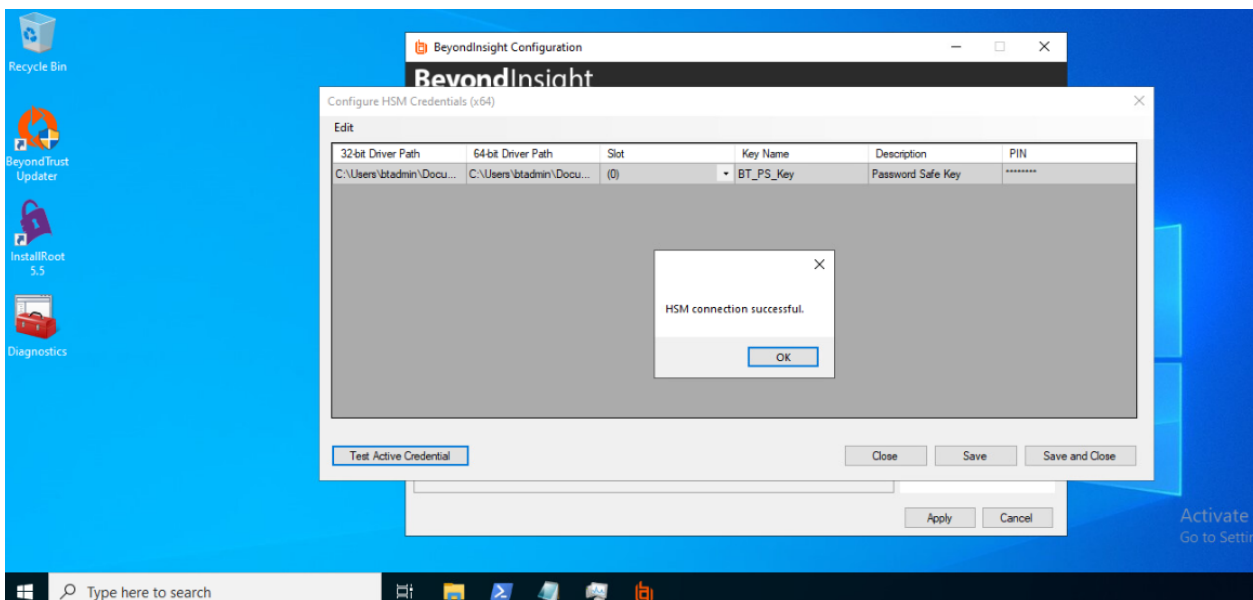 Recycle Bin
BeyondTrust
Updater
InstallRoot
5.5
Diagnostics
BeyondInsight Configuration
BeyondInsight
Configure HSM Credentials (x64)
Edit
32-bit Driver Path 64-bit Driver Path Slot Key Name Description PIN
C:\Users\btadmin\Docu... C:\Users\btadmin\Docu... (0) BT_PS_Key Password Safe Key ********
HSM connection successful.
OK
Test Active Credential Close Save Save and Close
Apply Cancel
Activate
Go to Settin
Type here to search